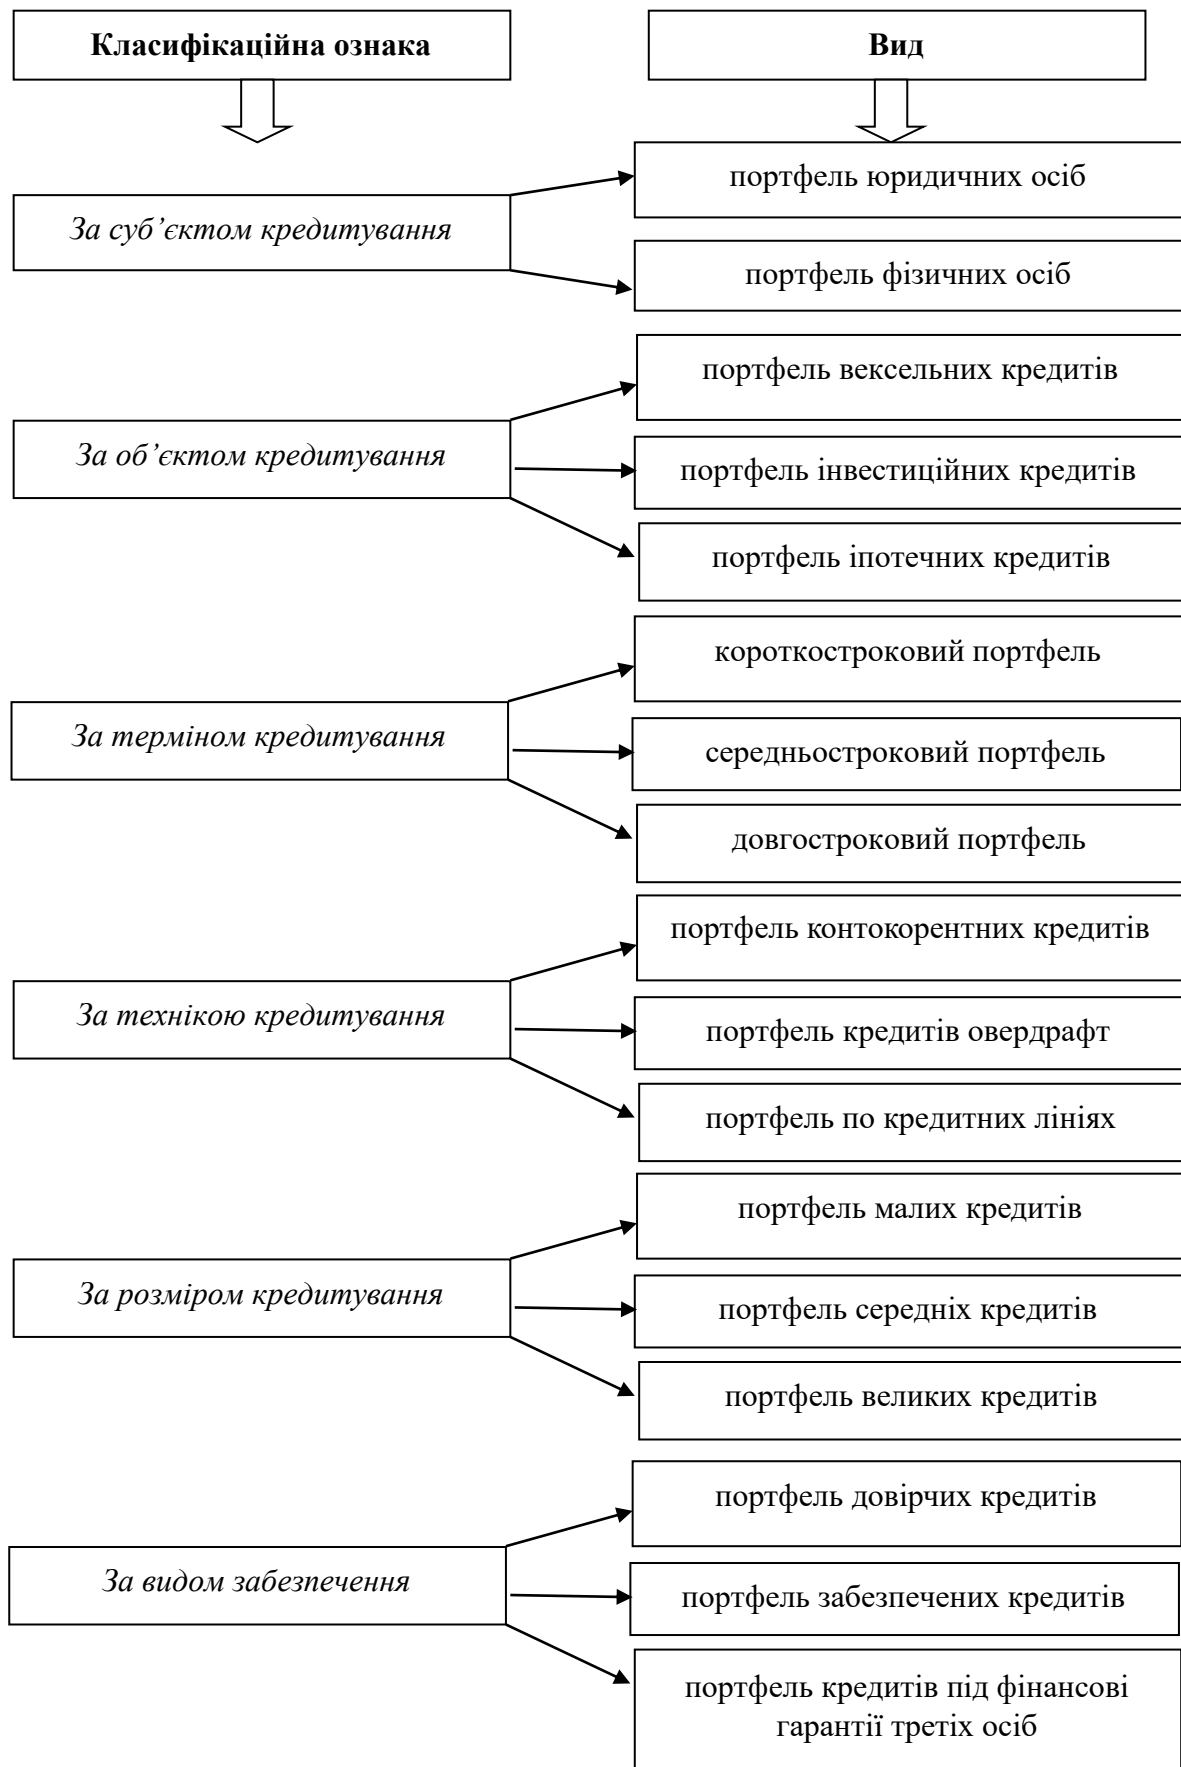 Класифікаційна ознака
Вид
За суб’єктом кредитування
портфель юридичних осіб
портфель фізичних осіб
За об’єктом кредитування
портфель вексельних кредитів
портфель інвестиційних кредитів
портфель іпотечних кредитів
За терміном кредитування
короткостроковий портфель
середньостроковий портфель
довгостроковий портфель
За технікою кредитування
портфель контокорентних кредитів
портфель кредитів овердрафт
портфель по кредитних лініях
За розміром кредитування
портфель малих кредитів
портфель середніх кредитів
портфель великих кредитів
За видом забезпечення
портфель довірчих кредитів
портфель забезпечених кредитів
портфель кредитів під фінансові
гарантії третіх осіб